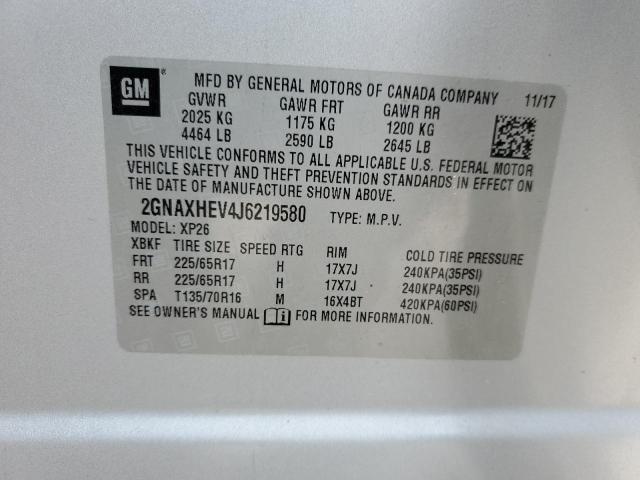 GM ® MFD BY GENERAL MOTORS OF CANADA COMPANY 11/17
GVWR GAWR FRT GAWR RR
2025 KG 1175 KG 1200 KG
4464 LB 2590 LB 2645 LB
THIS VEHICLE CONFORMS TO ALL APPLICABLE U.S. FEDERAL MOTOR
VEHICLE SAFETY AND THEFT PREVENTION STANDARDS IN EFFECT ON
THE DATE OF MANUFACTURE SHOWN ABOVE.
2GNAXHEV4J6219580 TYPE: M.P.V.
MODEL: XP26
XBKF TIRE SIZE SPEED RTG RIM COLD TIRE PRESSURE
FRT 225/65R17 H 17X7J 240KPA(35PSI)
RR 225/65R17 H 17X7J 240KPA(35PSI)
SPA T135/70R16 M 16X4BT 420KPA(60PSI)
SEE OWNER'S MANUAL FOR MORE INFORMATION.